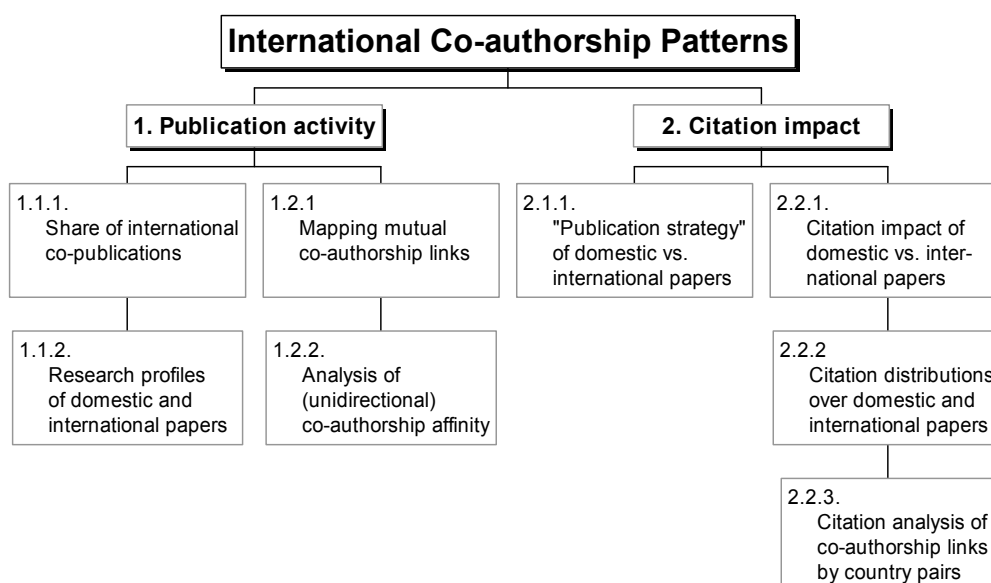 International Co-authorship Patterns
1. Publication activity
2. Citation impact
1.1.1.
Share of international
co-publications
1.2.1
Mapping mutual
co-authorship links
2.1.1.
"Publication strategy"
of domestic vs.
international papers
2.2.1.
Citation impact of
domestic vs. inter-
national papers
1.1.2.
Research profiles
of domestic and
international papers
1.2.2.
Analysis of
(unidirectional)
co-authorship affinity
2.2.2
Citation distributions
over domestic and
international papers
2.2.3.
Citation analysis of
co-authorship links
by country pairs